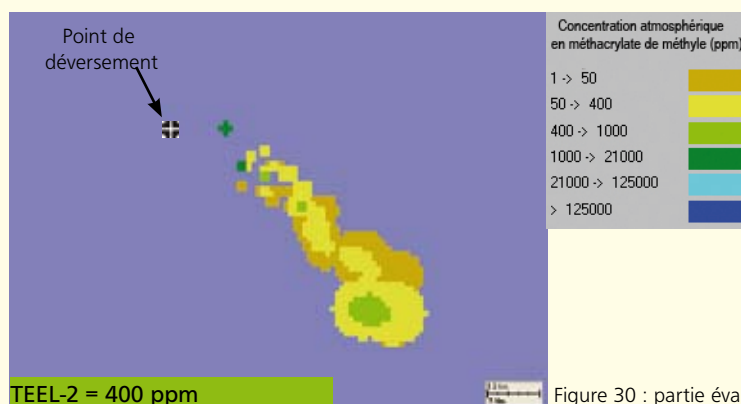 Point de
déversement
Concentration atmosphérique
en méthacrylate de méthyle (ppm)
1 -> 50
50 -> 400
400 -> 1000
1000 -> 21000
21000 -> 125000
> 125000
TEEL-2 = 400 ppm
Figure 30 : partie éva